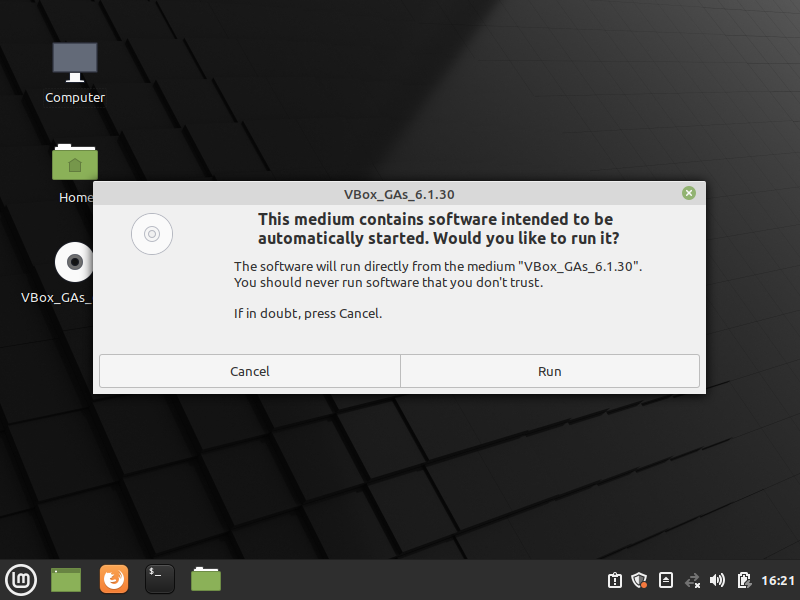 Computer
Home
VBox_GAs_
VBox_GAs_6.1.30
This medium contains software intended to be
automatically started. Would you like to run it?
The software will run directly from the medium "VBox_GAs_6.1.30".
You should never run software that you don't trust.
If in doubt, press Cancel.
Cancel
Run
$_
16:21